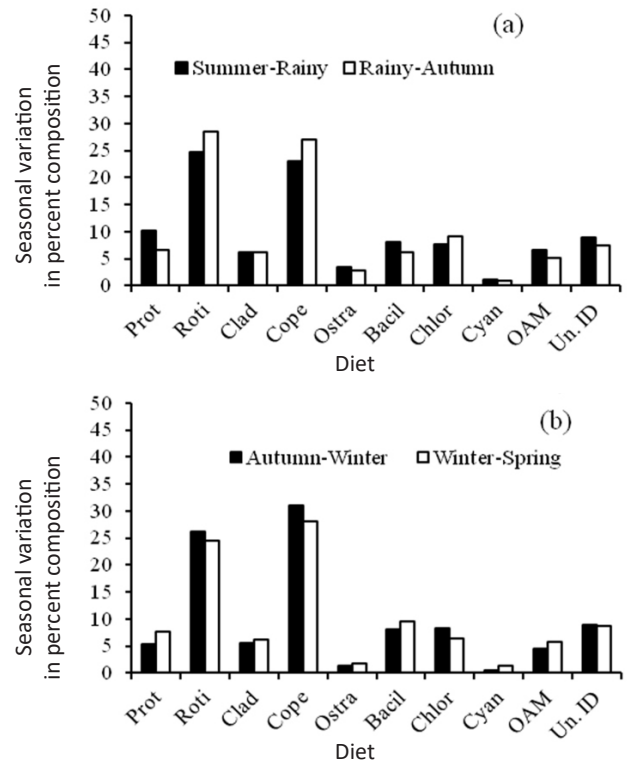 (a)
50
45
40
35
30
25
20
15
10
5
0
Seasonal variation
in percent composition
Summer-Rainy Rainy-Autumn
Prot Roti Clad Cope Ostra Bacil Chlor Cyan OAM Un. ID
Diet
(b)
50
45
40
35
30
25
20
15
10
5
0
Seasonal variation
in percent composition
Autumn-Winter Winter-Spring
Prot Roti Clad Cope Ostra Bacil Chlor Cyan OAM Un. ID
Diet